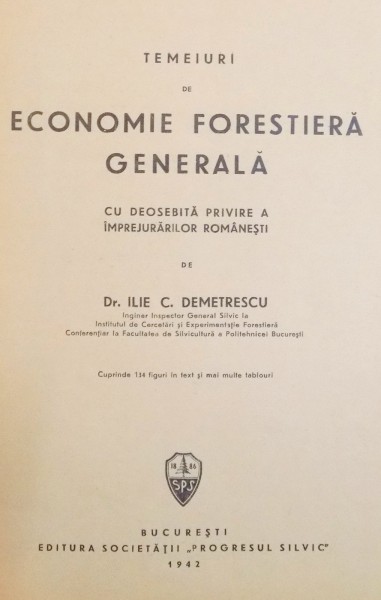 TEMEIURI
DE
ECONOMIE FORESTIERĂ
GENERALĂ
CU DEOSEBITĂ PRIVIRE A
ÎMPREJURĂRILOR ROMÂNEȘTI
DE
Dr. ILIE C. DEMETRESCU
Inginer Inspector General Silvic la
Institutul de Cercetări și Experimentație Forestieră
Conferențiar la Facultatea de Silvicultură a Politehnicei București
Cuprinde 134 figuri în text și mai multe tablouri
18 86
SPS
BUCUREȘTI
EDITURA SOCIETĂȚII „PROGRESUL SILVIC"
1942